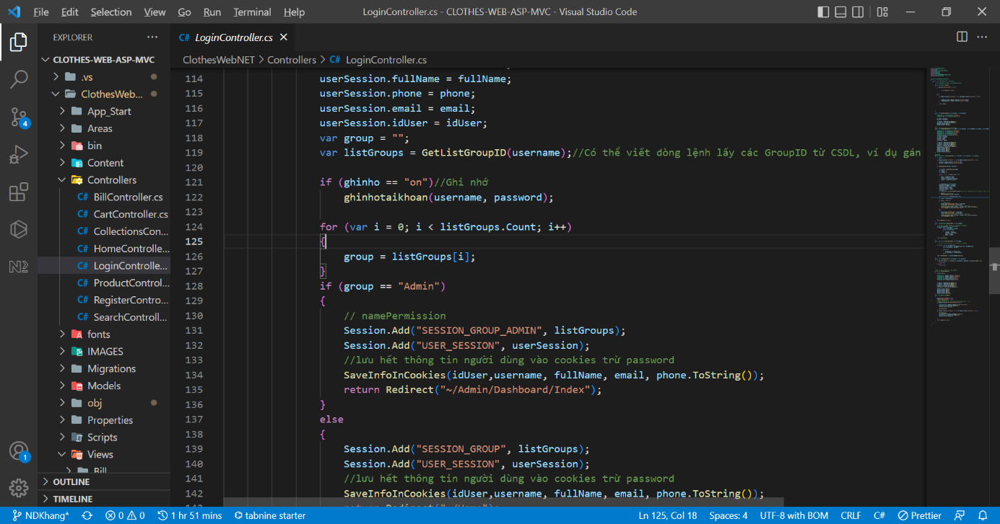 File Edit Selection View Go Run Terminal Help LoginController.cs - CLOTHES-WEB-ASP-MVC - Visual Studio Code
EXPLORER
CLOTHES-WEB-ASP-MVC
.vs
ClothesWeb...
App_Start
Areas
bin
Content
Controllers
C# BillController.cs
C# CartController.cs
C# CollectionsCon...
C# HomeControlle...
C# LoginControlle...
C# ProductControl...
C# RegisterContro...
C# SearchControll...
fonts
IMAGES
Migrations
Models
obj
Properties
Scripts
Views
Bill
OUTLINE
TIMELINE
4
1
C# LoginController.cs
ClothesWebNET > Controllers > C# LoginController.cs
114 userSession.fullName = fullName;
115 userSession.phone = phone;
116 userSession.email = email;
117 userSession.idUser = idUser;
118 var group = "";
119 var listGroups = GetListGroupID(username);//Có thể viết dòng lệnh lấy các GroupID từ CSDL, ví dụ gán
120
121 if (ghinho == "on")//Ghi nhớ
122 ghinhotaikhoan(username, password);
123
124 for (var i = 0; i < listGroups.Count; i++)
125 {
126 group = listGroups[i];
127 }
128 if (group == "Admin")
129 {
130 // namePermission
131 Session.Add("SESSION_GROUP_ADMIN", listGroups);
132 Session.Add("USER_SESSION", userSession);
133 //lưu hết thông tin người dùng vào cookies trừ password
134 SaveInfoInCookies(idUser,username, fullName, email, phone.ToString());
135 return Redirect("~/Admin/Dashboard/Index");
136 }
137 else
138 {
139 Session.Add("SESSION_GROUP", listGroups);
140 Session.Add("USER_SESSION", userSession);
141 //lưu hết thông tin người dùng vào cookies trừ password
142 SaveInfoInCookies(idUser,username, fullName, email, phone.ToString());
NDKhang* 0 0 1 hr 51 mins tabnine starter Ln 125, Col 18 Spaces: 4 UTF-8 with BOM CRLF C# Prettier